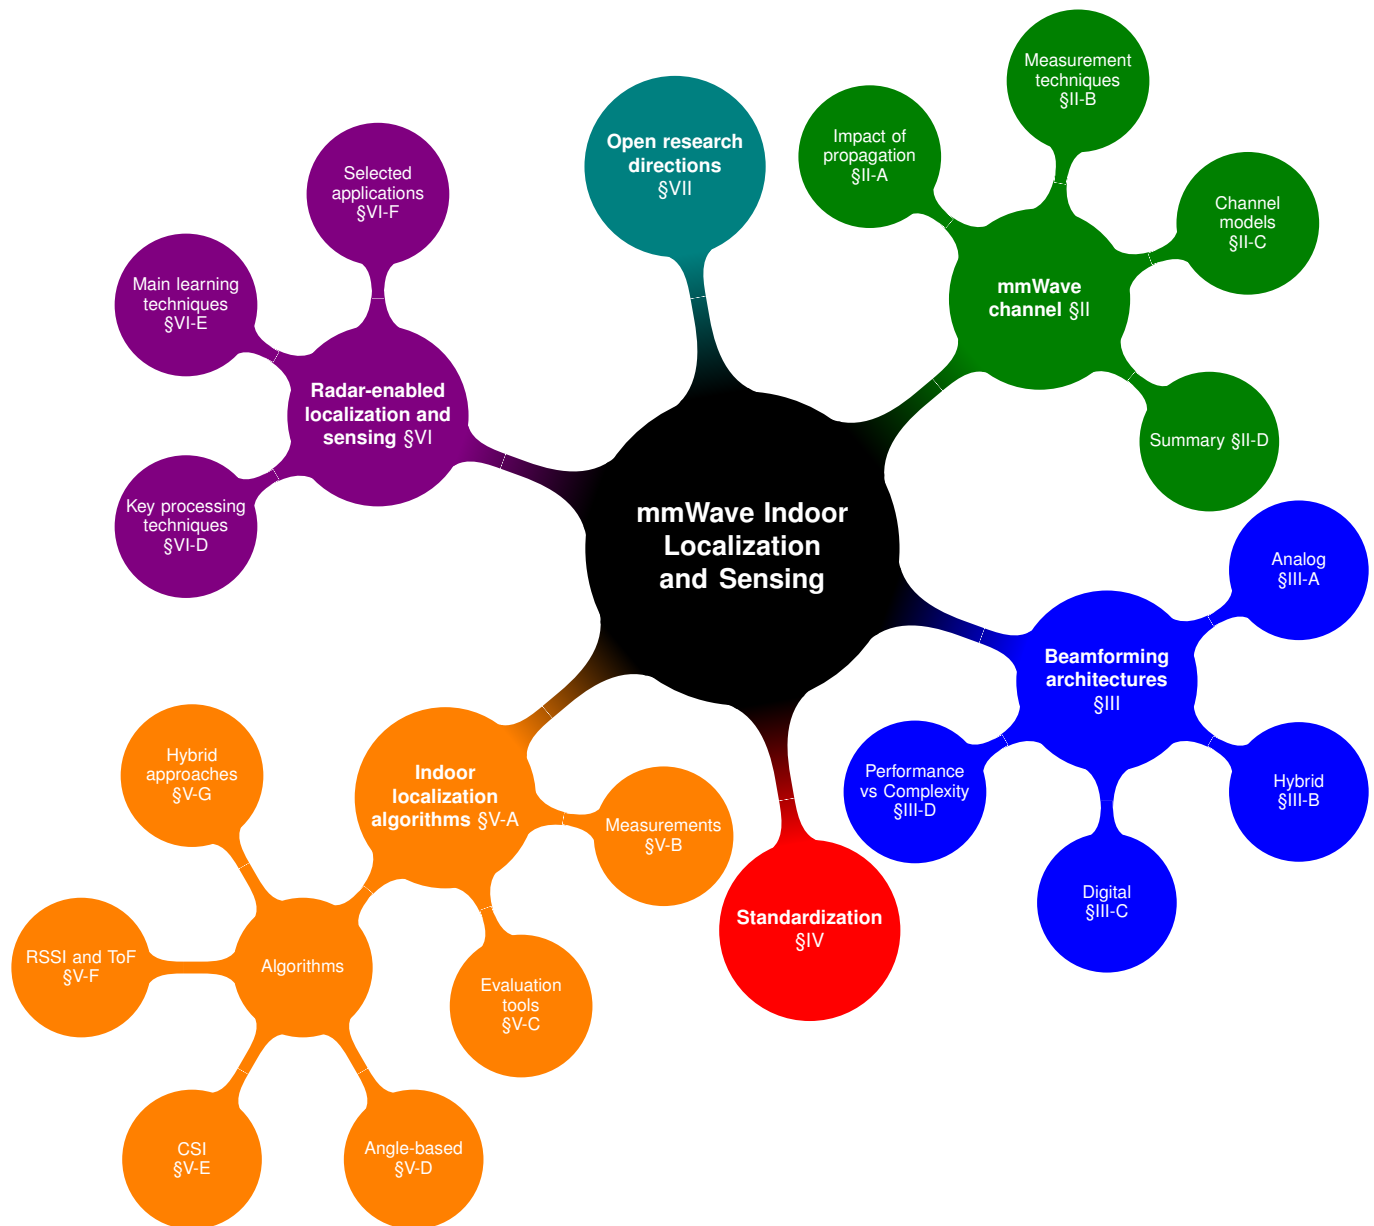 mmWave Indoor
Localization
and Sensing
Open research
directions
§VII
mmWave
channel §II
Impact of
propagation
§II-A
Measurement
techniques
§II-B
Channel
models
§II-C
Summary §II-D
Beamforming
architectures
§III
Analog
§III-A
Hybrid
§III-B
Digital
§III-C
Performance
vs Complexity
§III-D
Standardization
§IV
Indoor
localization
algorithms §V-A
Measurements
§V-B
Evaluation
tools
§V-C
Algorithms
Angle-based
§V-D
CSI
§V-E
RSSI and ToF
§V-F
Hybrid
approaches
§V-G
Radar-enabled
localization and
sensing §VI
Key processing
techniques
§VI-D
Main learning
techniques
§VI-E
Selected
applications
§VI-F